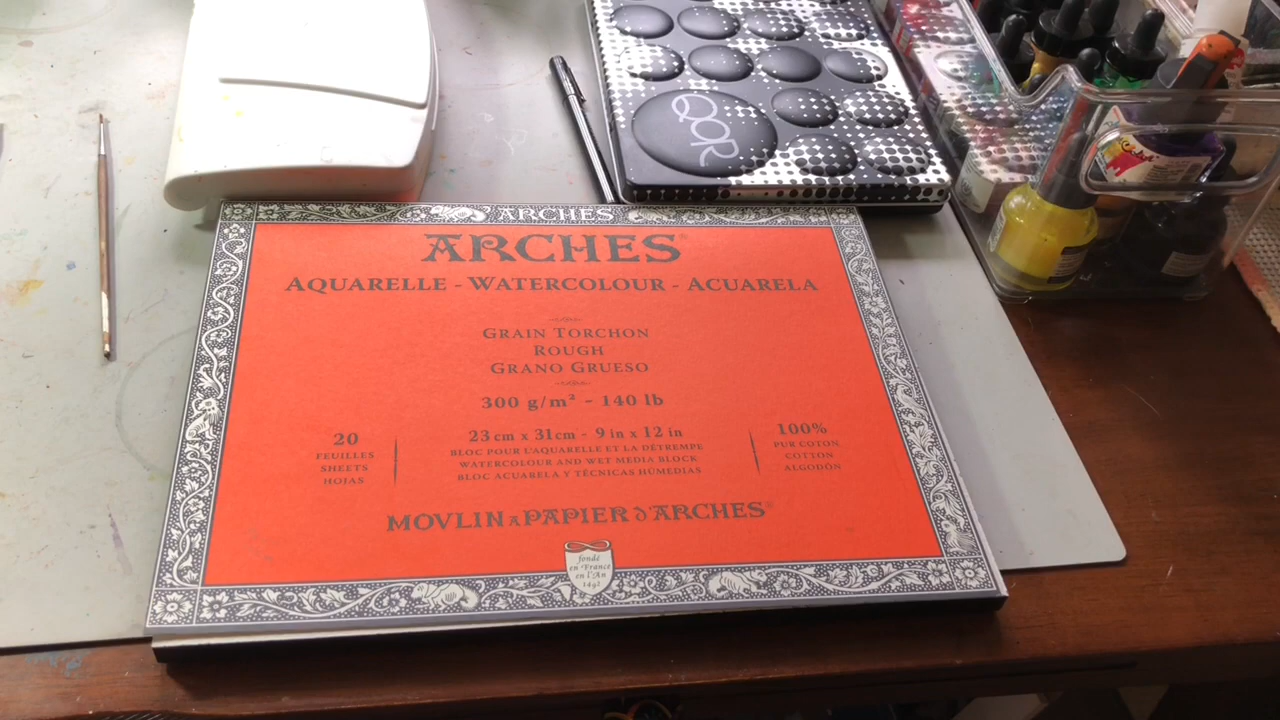 QOR
ARCHES
ARCHES®
AQUARELLE - WATERCOLOUR - ACUARELA
GRAIN TORCHON
ROUGH
GRANO GRUESO
300 g/m² - 140 lb
20
FEUILLES
SHEETS
HOJAS
23 cm x 31 cm - 9 in x 12 in
BLOC POUR L'AQUARELLE ET LA DÉTREMPE
WATERCOLOUR AND WET MEDIA BLOCK
BLOC ACUARELA Y TÉCNICAS HÚMEDIAS
100%
PUR COTON
COTTON
ALGODÓN
MOVLIN A PAPIER D'ARCHES®
fondé
en France
en l'An
1492